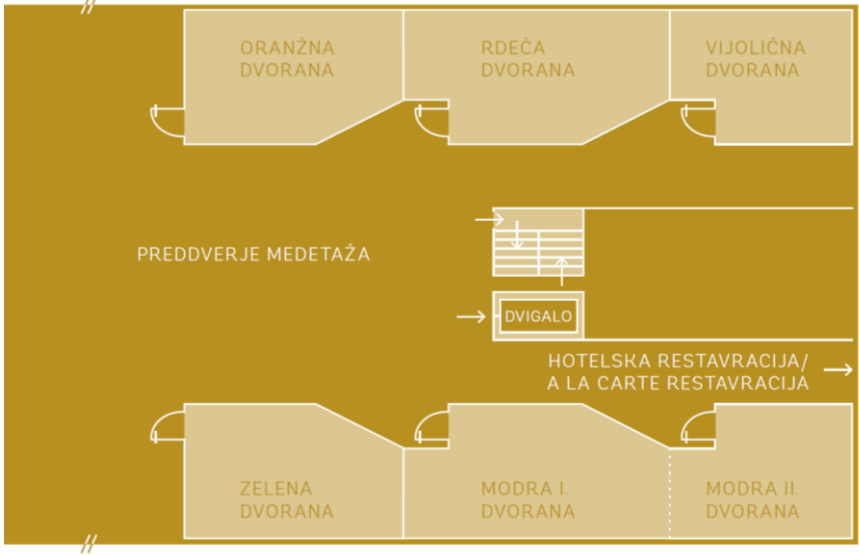 ORANŽNA
DVORANA
RDEČA
DVORANA
VIJOLIČNA
DVORANA
PREDDVERJE MEDETAŽA
DVIGALO
HOTELSKA RESTAVRACIJA/
A LA CARTE RESTAVRACIJA
ZELENA
DVORANA
MODRA I.
DVORANA
MODRA II.
DVORANA